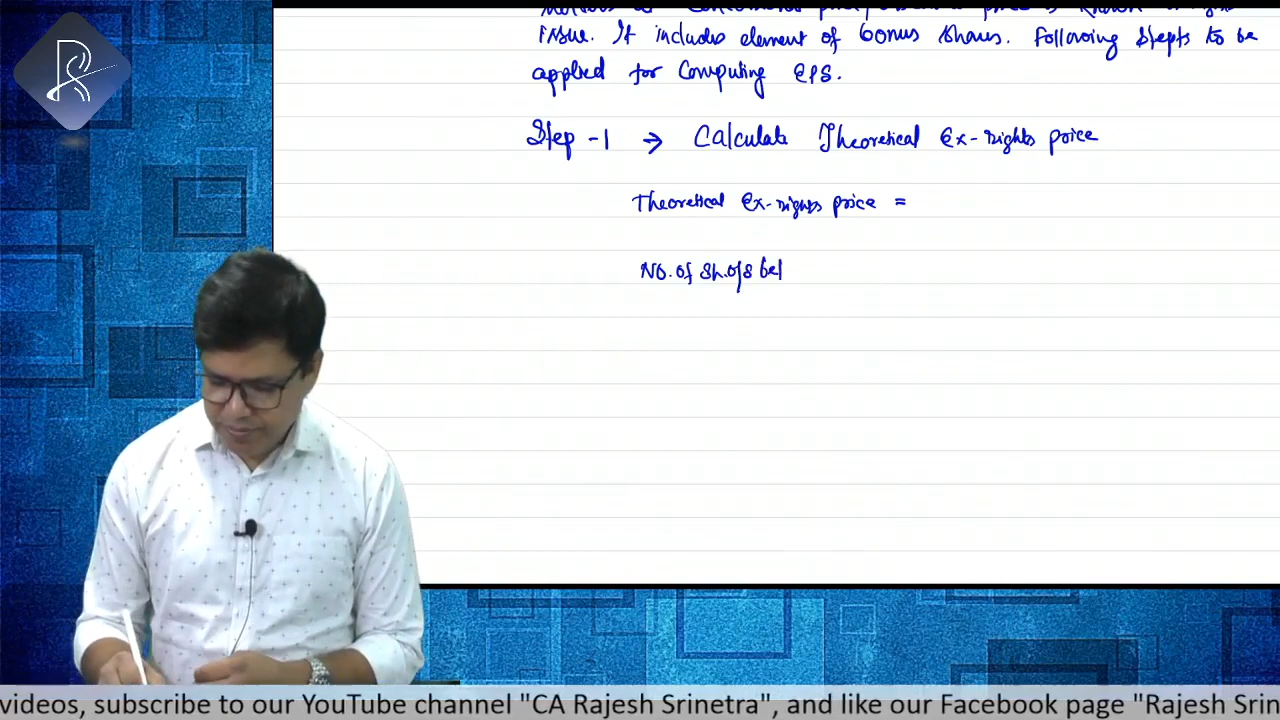 issue. It includes element of bonus shares. Following stepts to be
applied for Computing EPS.
Step -1 → Calculate Theoretical Ex-rights price
Theoretical Ex-rights price =
No. of sh. o/s bef
videos, subscribe to our YouTube channel "CA Rajesh Srinetra", and like our Facebook page "Rajesh Srin